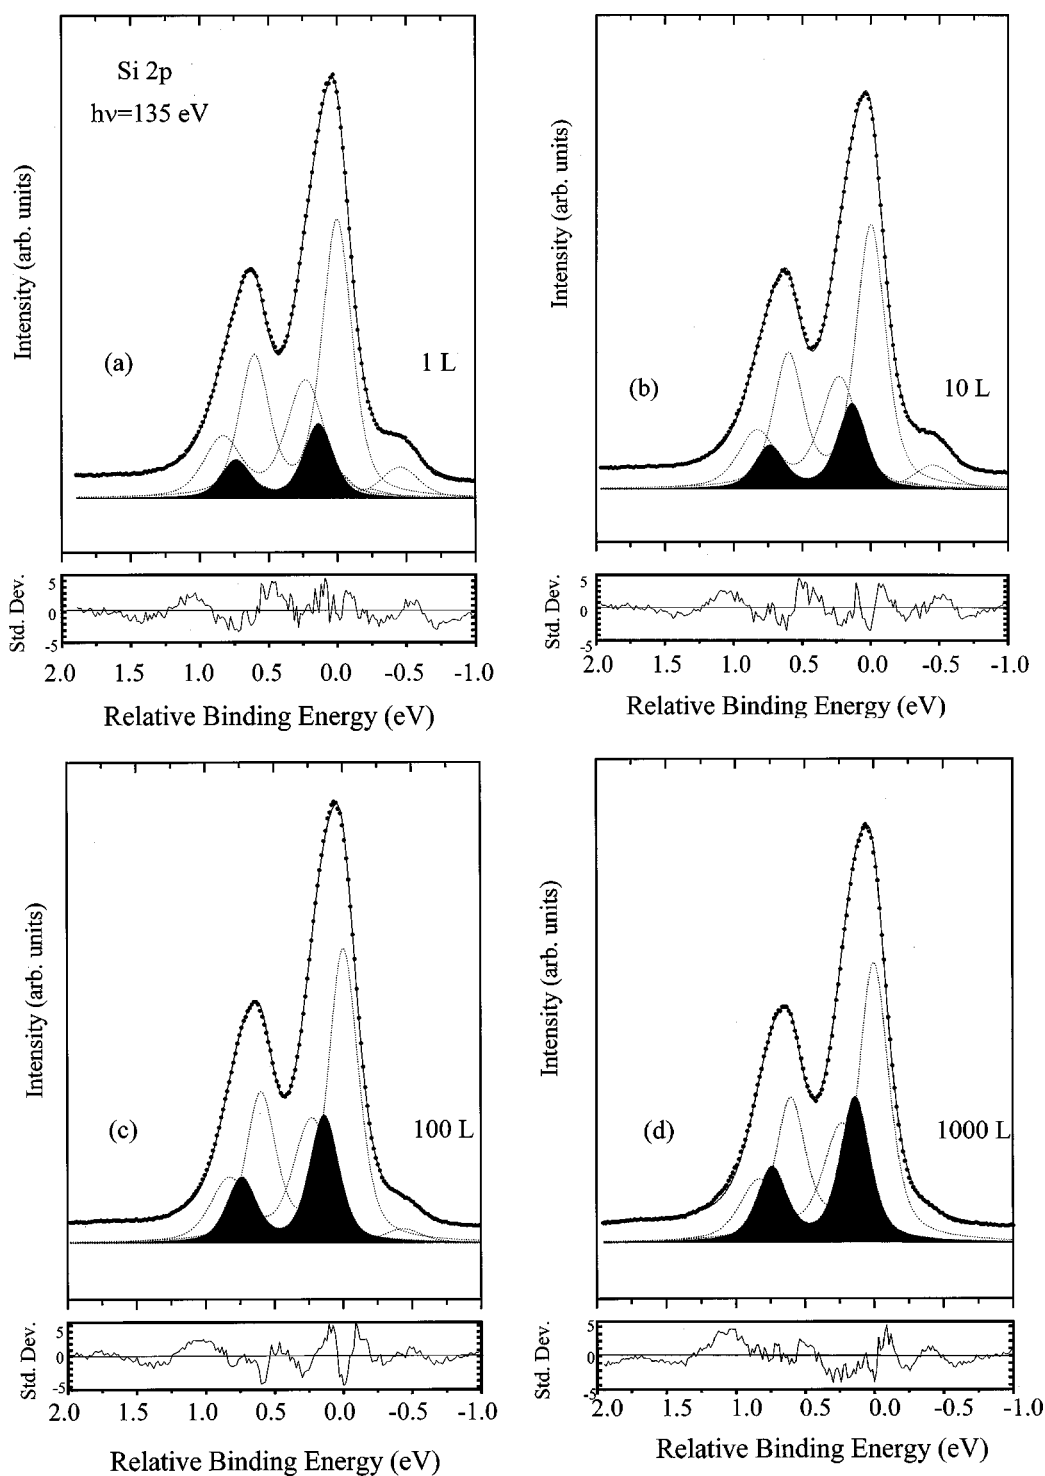 Si 2p
hν=135 eV
Intensity (arb. units)
(a)
1 L
Std. Dev.
5
0
-5
2.0 1.5 1.0 0.5 0.0 -0.5 -1.0
Relative Binding Energy (eV)
Intensity (arb. units)
(b)
10 L
Std. Dev.
5
0
-5
2.0 1.5 1.0 0.5 0.0 -0.5 -1.0
Relative Binding Energy (eV)
Intensity (arb. units)
(c)
100 L
Std. Dev.
5
0
-5
2.0 1.5 1.0 0.5 0.0 -0.5 -1.0
Relative Binding Energy (eV)
Intensity (arb. units)
(d)
1000 L
Std. Dev.
5
0
-5
2.0 1.5 1.0 0.5 0.0 -0.5 -1.0
Relative Binding Energy (eV)